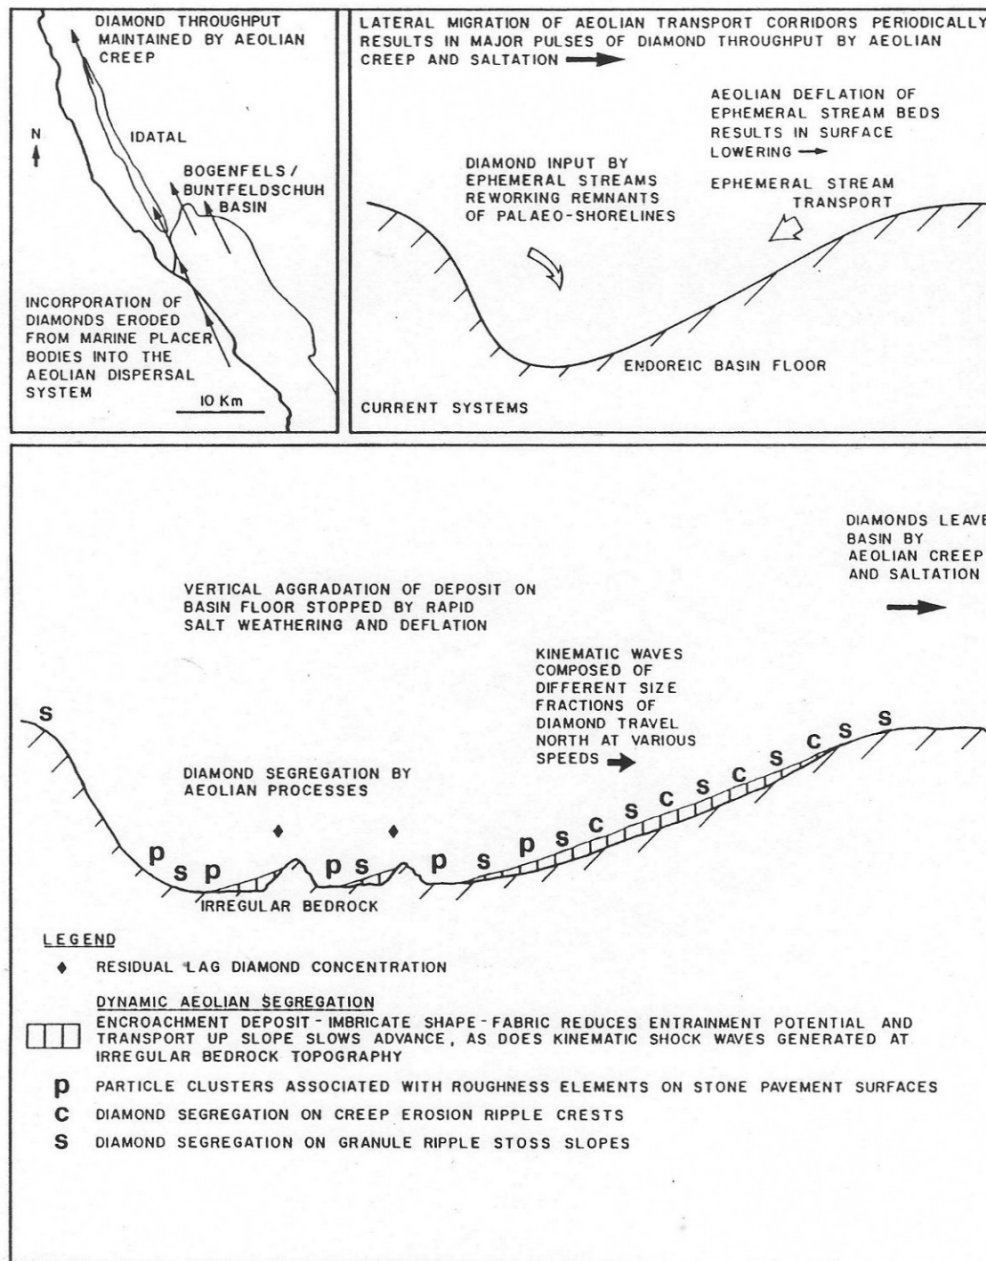 DIAMOND THROUGHPUT
MAINTAINED BY AEOLIAN
CREEP
N
IDATAL
BOGENFELS/
BUNTFELDSCHUH
BASIN
INCORPORATION OF
DIAMONDS ERODED
FROM MARINE PLACER
BODIES INTO THE
AEOLIAN DISPERSAL
SYSTEM
10 Km
LATERAL MIGRATION OF AEOLIAN TRANSPORT CORRIDORS PERIODICALLY
RESULTS IN MAJOR PULSES OF DIAMOND THROUGHPUT BY AEOLIAN
CREEP AND SALTATION
AEOLIAN DEFLATION OF
EPHEMERAL STREAM BEDS
RESULTS IN SURFACE
LOWERING
DIAMOND INPUT BY
EPHEMERAL STREAMS
REWORKING REMNANTS
OF PALAEO-SHORELINES
EPHEMERAL STREAM
TRANSPORT
ENDOREIC BASIN FLOOR
CURRENT SYSTEMS
DIAMONDS LEAVE
BASIN BY
AEOLIAN CREEP
AND SALTATION
VERTICAL AGGRADATION OF DEPOSIT ON
BASIN FLOOR STOPPED BY RAPID
SALT WEATHERING AND DEFLATION
KINEMATIC WAVES
COMPOSED OF
DIFFERENT SIZE
FRACTIONS OF
DIAMOND TRAVEL
NORTH AT VARIOUS
SPEEDS
DIAMOND SEGREGATION BY
AEOLIAN PROCESSES
S
p S p p S p S p S C S C S C S S
IRREGULAR BEDROCK
LEGEND
RESIDUAL LAG DIAMOND CONCENTRATION
DYNAMIC AEOLIAN SEGREGATION
ENCROACHMENT DEPOSIT - IMBRICATE SHAPE-FABRIC REDUCES ENTRAINMENT POTENTIAL AND
TRANSPORT UP SLOPE SLOWS ADVANCE, AS DOES KINEMATIC SHOCK WAVES GENERATED AT
IRREGULAR BEDROCK TOPOGRAPHY
p PARTICLE CLUSTERS ASSOCIATED WITH ROUGHNESS ELEMENTS ON STONE PAVEMENT SURFACES
C DIAMOND SEGREGATION ON CREEP EROSION RIPPLE CRESTS
S DIAMOND SEGREGATION ON GRANULE RIPPLE STOSS SLOPES